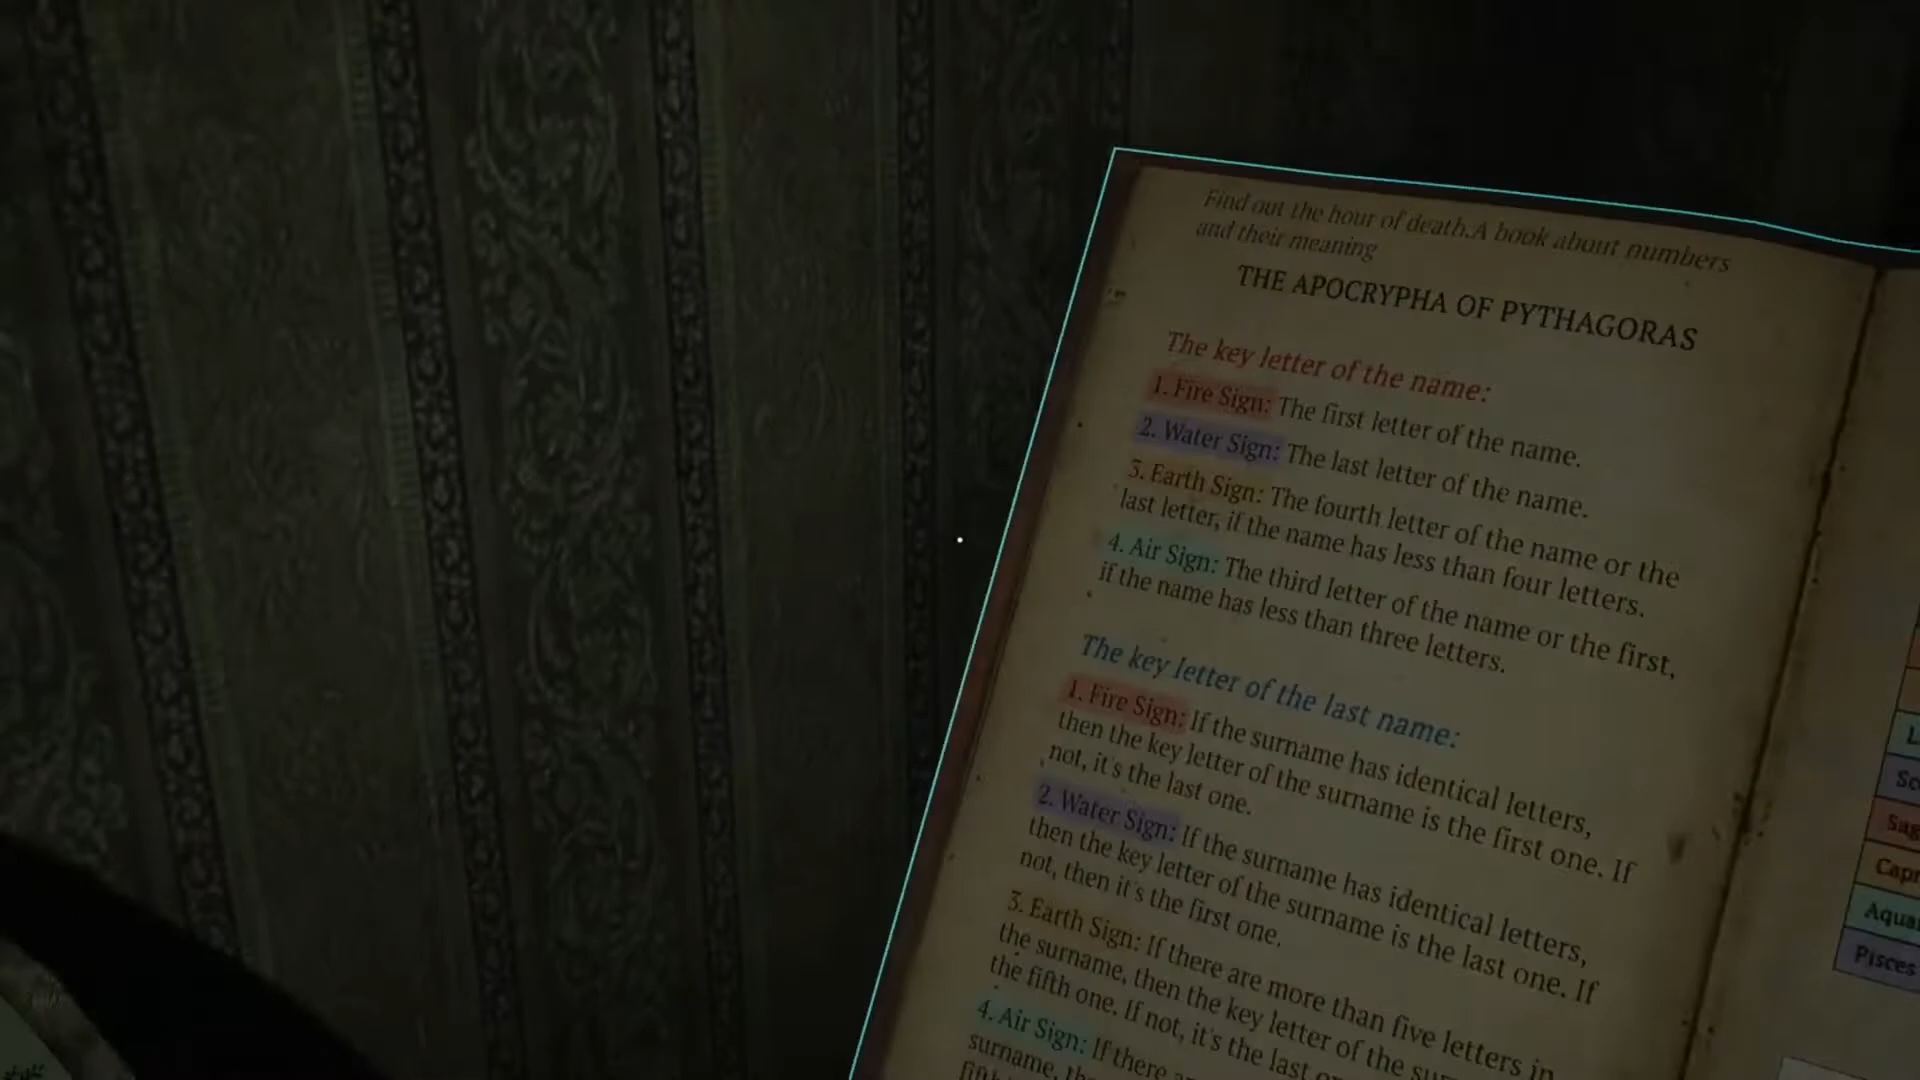 Find out the hour of death.A book about numbers
and their meaning
THE APOCRYPHA OF PYTHAGORAS
The key letter of the name:
1. Fire Sign: The first letter of the name.
2. Water Sign: The last letter of the name.
3. Earth Sign: The fourth letter of the name or the
last letter, if the name has less than four letters.
4. Air Sign: The third letter of the name or the first,
if the name has less than three letters.
The key letter of the last name:
1. Fire Sign: If the surname has identical letters,
then the key letter of the surname is the first one. If
not, it's the last one.
2. Water Sign: If the surname has identical letters,
then the key letter of the surname is the last one. If
not, then it's the first one.
3. Earth Sign: If there are more than five letters in
the surname, then the key letter of the sur
the fifth one. If not, it's the last
4. Air Sign: If there
surname, the
L
Sc
Sag
Capr
Aqua
Pisces